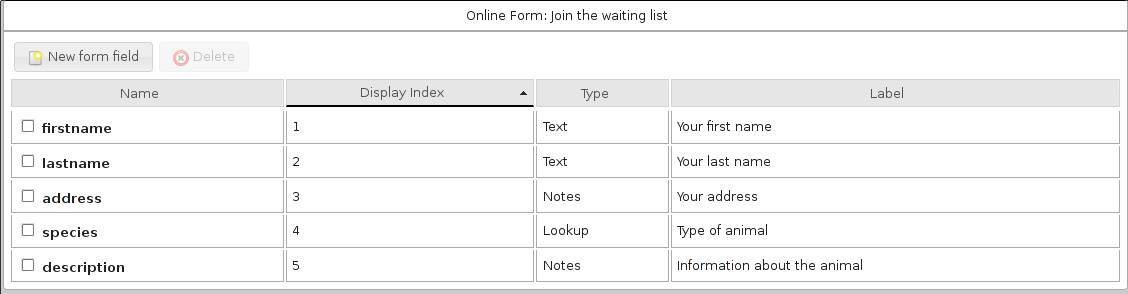 Online Form: Join the waiting list
New form field Delete
Name Display Index Type Label
firstname 1 Text Your first name
lastname 2 Text Your last name
address 3 Notes Your address
species 4 Lookup Type of animal
description 5 Notes Information about the animal